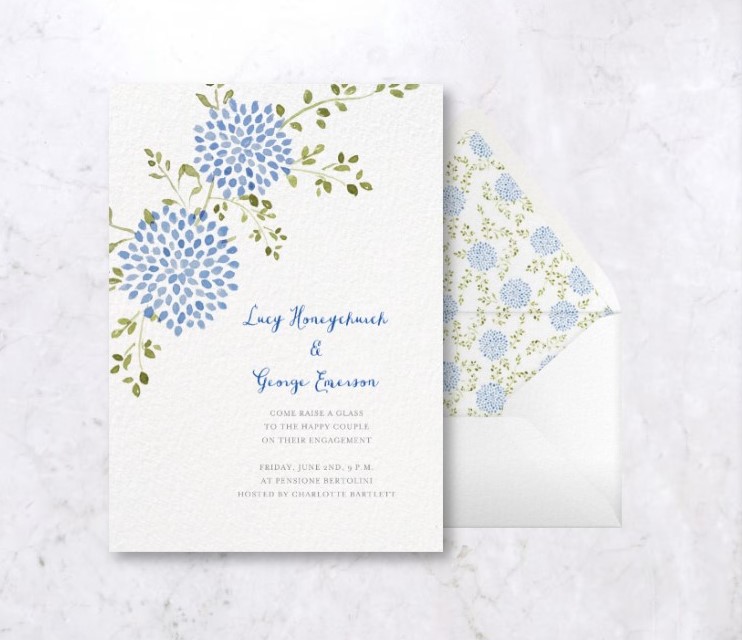 Lucy Honeychurch
&
George Emerson
COME RAISE A GLASS
TO THE HAPPY COUPLE
ON THEIR ENGAGEMENT
FRIDAY, JUNE 2ND, 9 P.M.
AT PENSIONE BERTOLINI
HOSTED BY CHARLOTTE BARTLETT